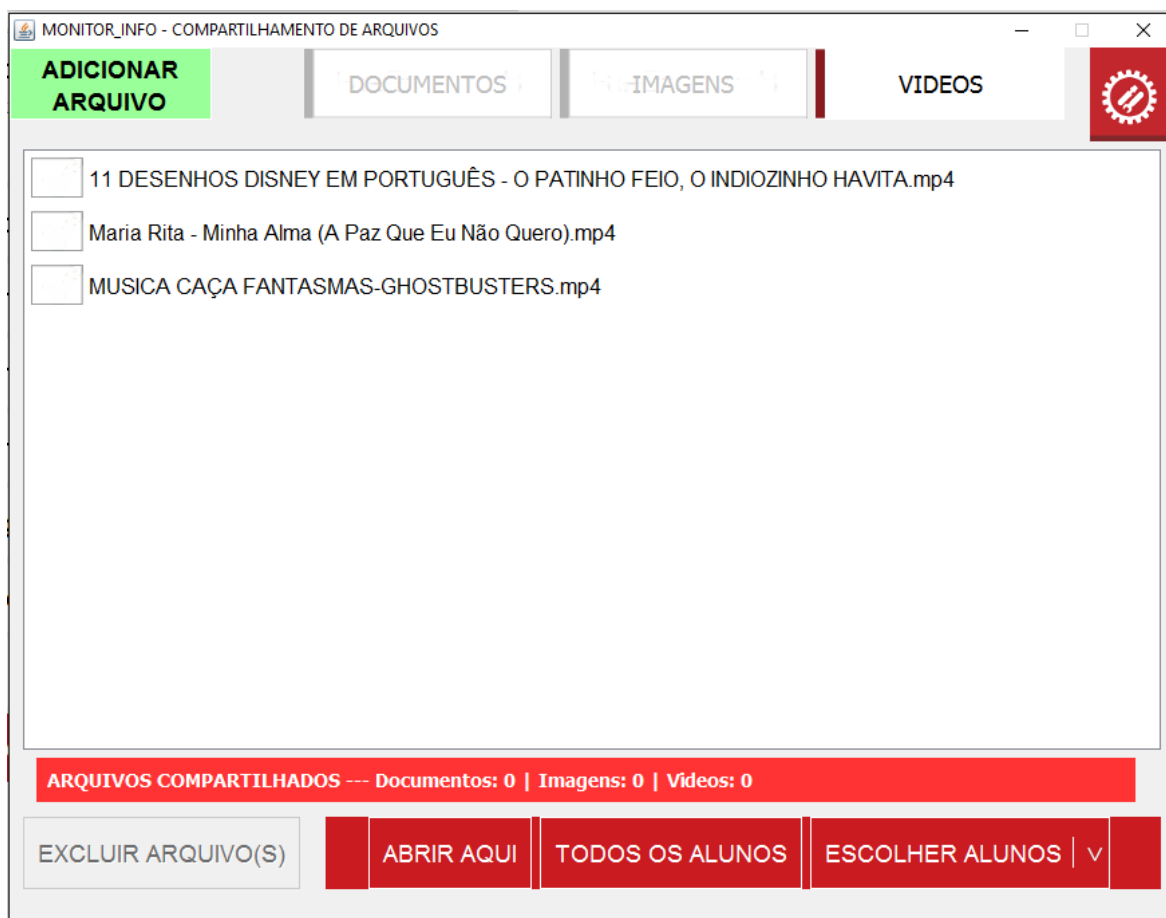 MONITOR_INFO - COMPARTILHAMENTO DE ARQUIVOS
ADICIONAR
ARQUIVO
DOCUMENTOS
IMAGENS
VIDEOS
11 DESENHOS DISNEY EM PORTUGUÊS - O PATINHO FEIO, O INDIOZINHO HAVITA.mp4
Maria Rita - Minha Alma (A Paz Que Eu Não Quero).mp4
MUSICA CAÇA FANTASMAS-GHOSTBUSTERS.mp4
ARQUIVOS COMPARTILHADOS --- Documentos: 0 | Imagens: 0 | Videos: 0
EXCLUIR ARQUIVO(S)
ABRIR AQUI
TODOS OS ALUNOS
ESCOLHER ALUNOS | V